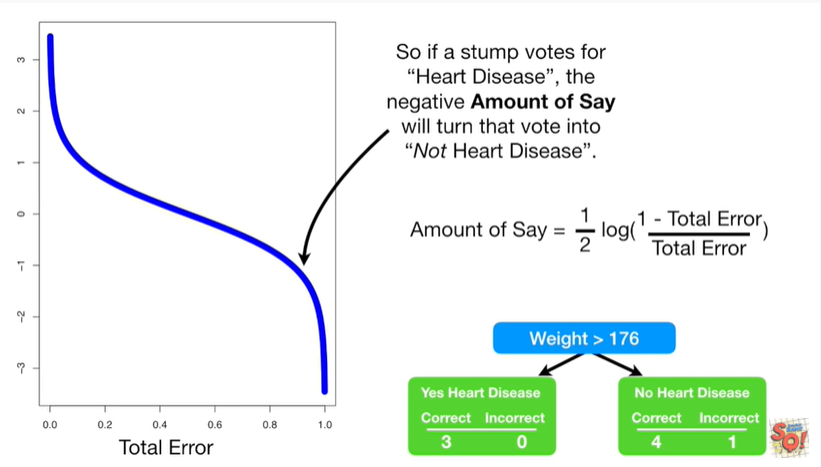 So if a stump votes for
“Heart Disease”, the
negative Amount of Say
will turn that vote into
“Not Heart Disease”.
3
2
1
0
-1
-2
-3
0.0 0.2 0.4 0.6 0.8 1.0
Total Error
Amount of Say = 1/2 log(1 - Total Error / Total Error)
Weight > 176
Yes Heart Disease
Correct Incorrect
3 0
No Heart Disease
Correct Incorrect
4 1
SQ!